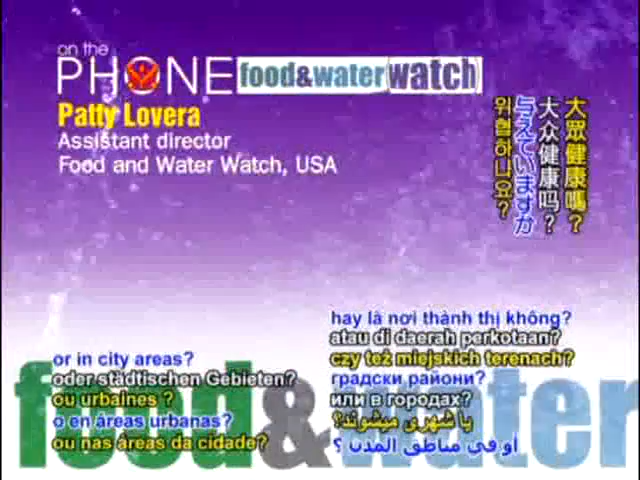 on the
PHONE
food&waterwatch
Patty Lovera
Assistant director
Food and Water Watch, USA
大眾健康嗎?
大众健康吗?
与えていますか
위협하나요?
or in city areas?
oder städtischen Gebieten?
ou urbaines ?
o en áreas urbanas?
ou nas áreas da cidade?
hay là nơi thành thị không?
atau di daerah perkotaan?
czy też miejskich terenach?
градски райони?
или в городах?
یا شهری میشوند؟
أو في مناطق المدن ؟
food&water